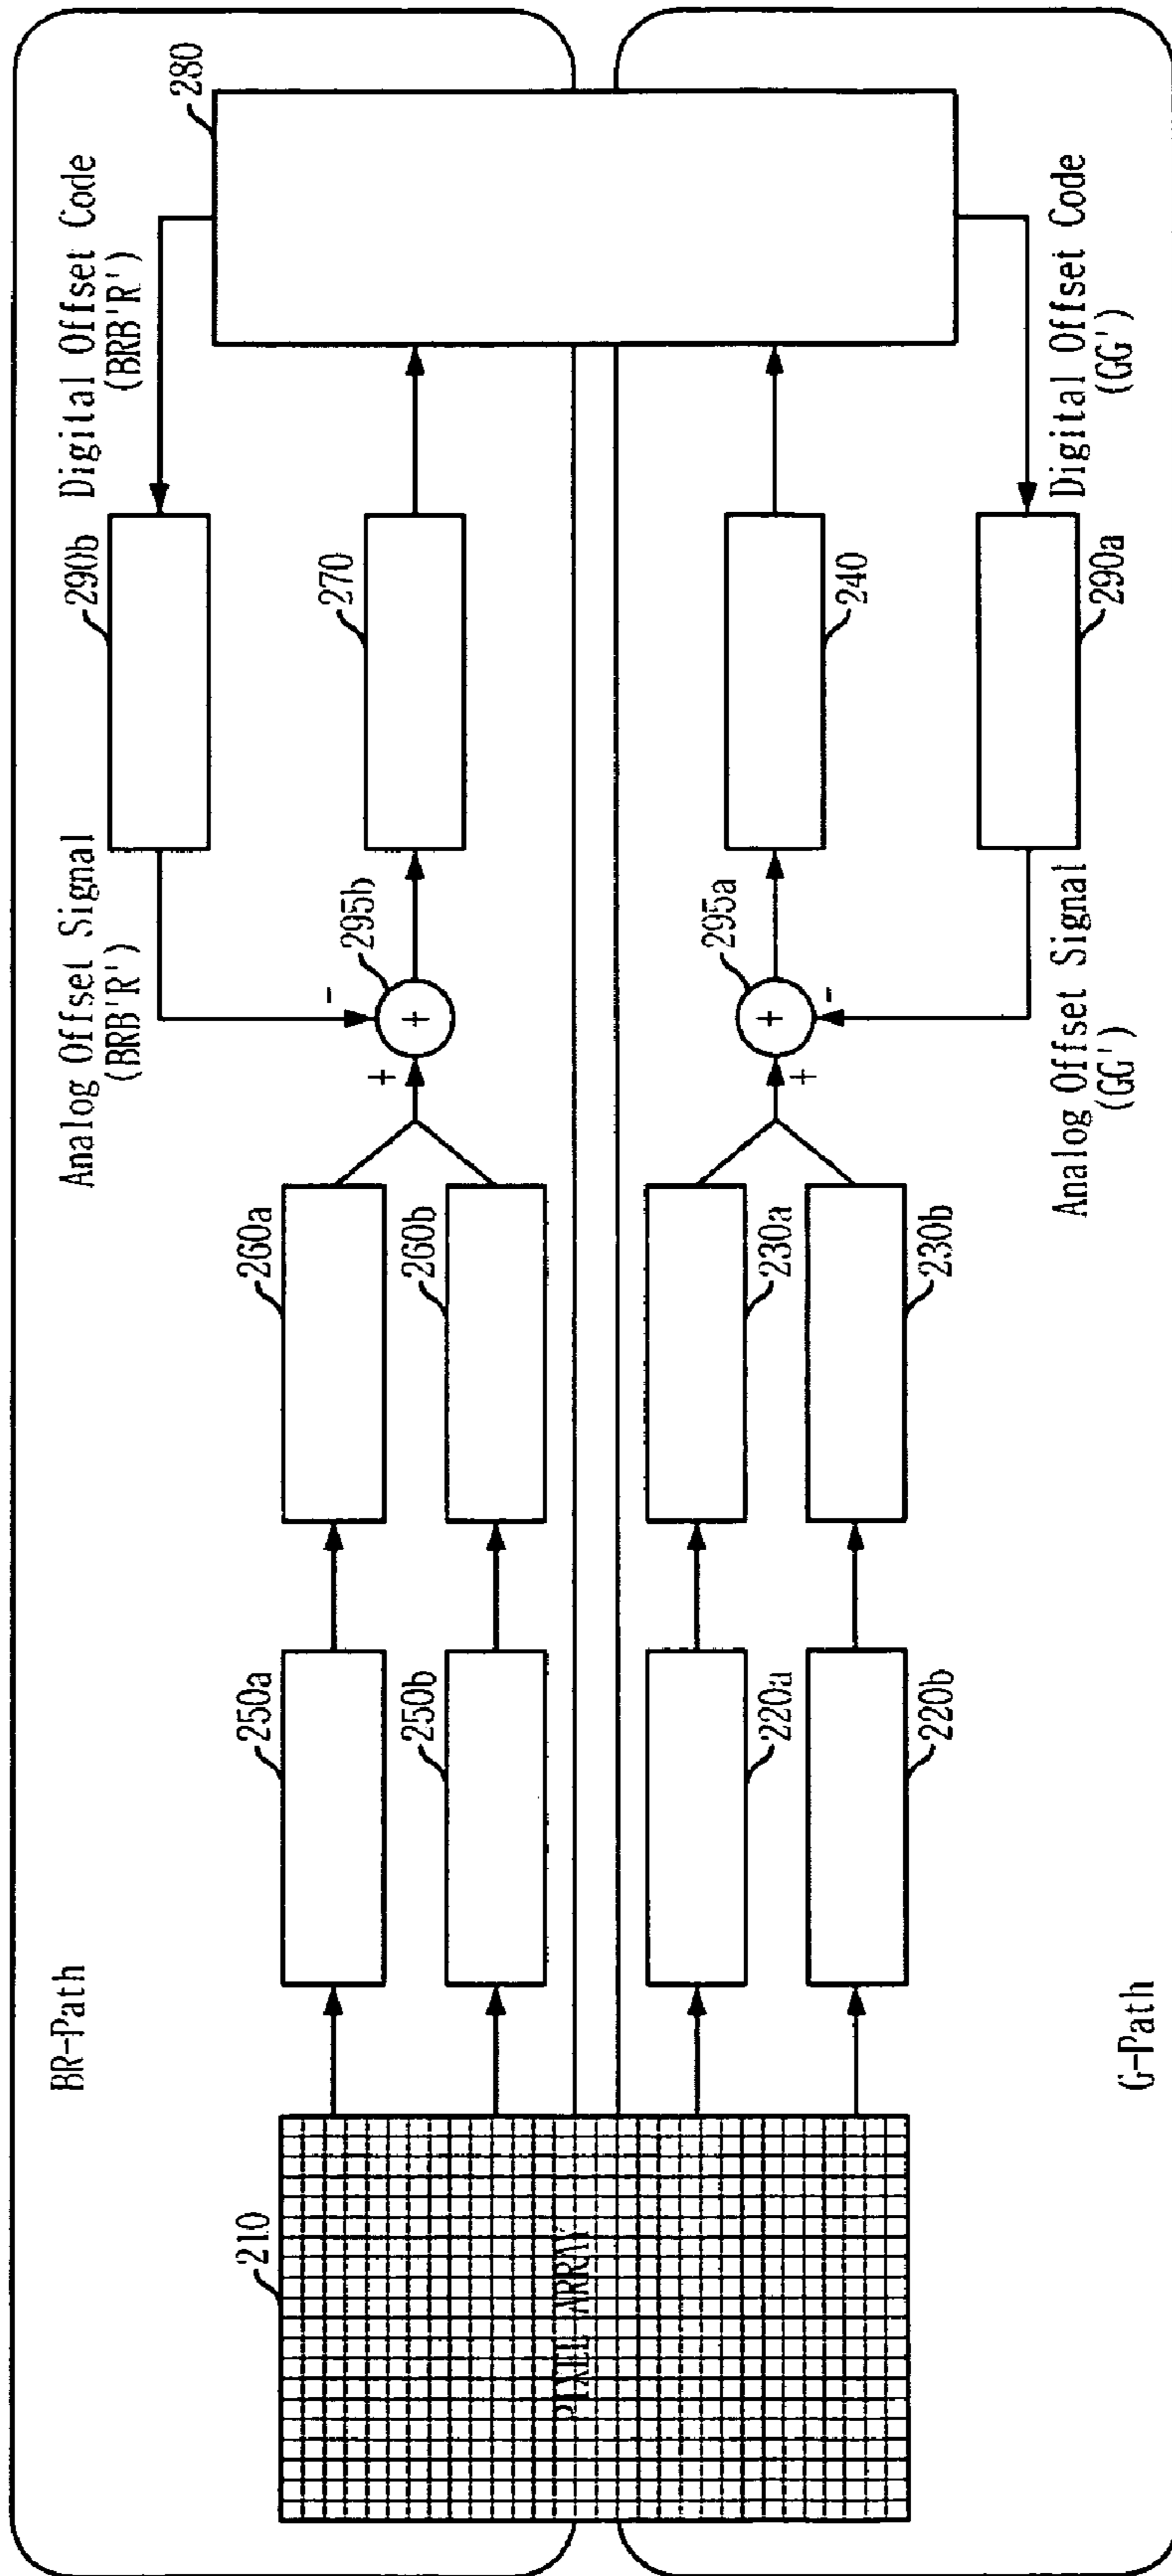 BR-Path
210
PIXEL ARRAY
250a
250b
260a
260b
Analog Offset Signal
(BRB'R')
-
+
+
295b
290b
270
Digital Offset Code
(BRB'R')
280
220a
220b
230a
230b
295a
+
+
-
240
290a
Analog Offset Signal
(GG')
Digital Offset Code
(GG')
G-Path